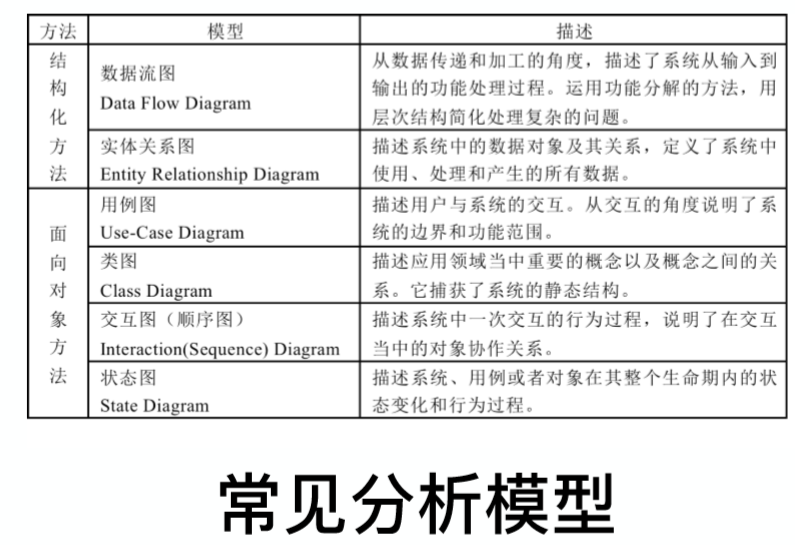 方法 模型 描述
结构化方法
数据流图
Data Flow Diagram
从数据传递和加工的角度，描述了系统从输入到
输出的功能处理过程。运用功能分解的方法，用
层次结构简化处理复杂的问题。
实体关系图
Entity Relationship Diagram
描述系统中的数据对象及其关系，定义了系统中
使用、处理和产生的所有数据。
面向对象方法
用例图
Use-Case Diagram
描述用户与系统的交互。从交互的角度说明了系
统的边界和功能范围。
类图
Class Diagram
描述应用领域当中重要的概念以及概念之间的关
系。它捕获了系统的静态结构。
交互图（顺序图）
Interaction(Sequence) Diagram
描述系统中一次交互的行为过程，说明了在交互
当中的对象协作关系。
状态图
State Diagram
描述系统、用例或者对象在其整个生命期内的状
态变化和行为过程。
常见分析模型